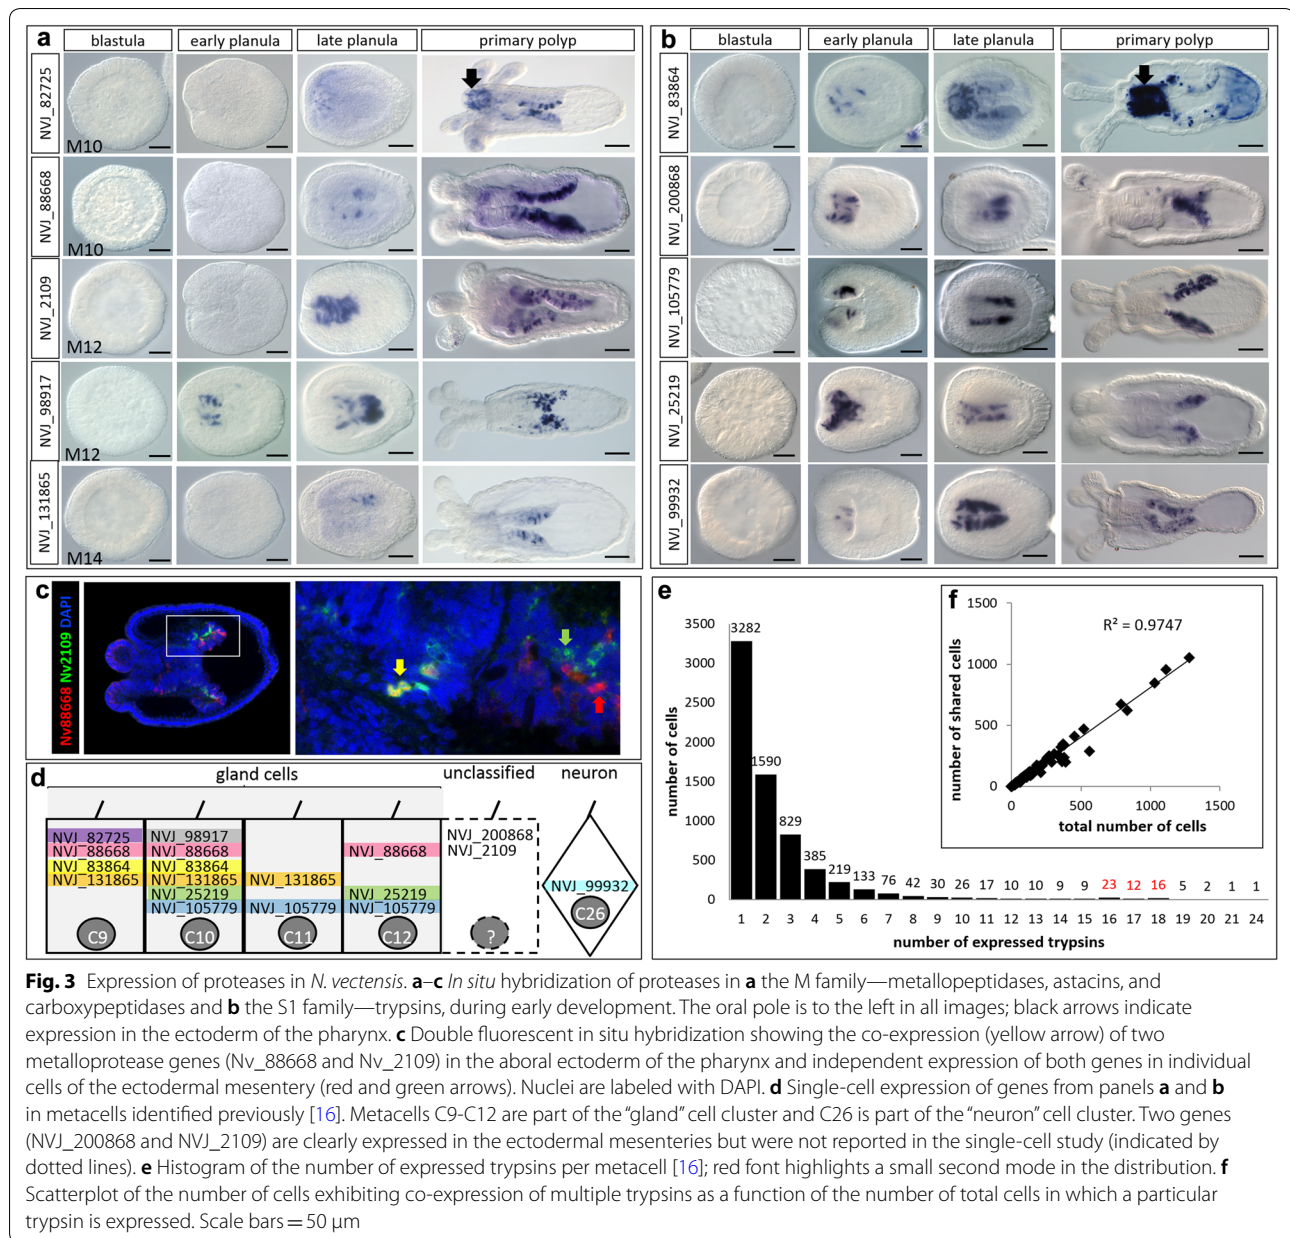 a
blastula
early planula
late planula
primary polyp
NVJ_82725
M10
NVJ_88668
M10
NVJ_2109
M12
NVJ_98917
M12
NVJ_131865
M14
b
blastula
early planula
late planula
primary polyp
NVJ_83864
NVJ_200868
NVJ_105779
NVJ_25219
NVJ_99932
c
Nv88668 Nv2109 DAPI
d
gland cells
unclassified
neuron
NVJ_82725
NVJ_88668
NVJ_83864
NVJ_131865
C9
NVJ_98917
NVJ_88668
NVJ_83864
NVJ_131865
NVJ_25219
NVJ_105779
C10
NVJ_131865
NVJ_105779
C11
NVJ_88668
NVJ_25219
NVJ_105779
C12
NVJ_200868
NVJ_2109
?
NVJ_99932
C26
e
number of cells
3500
3000
2500
2000
1500
1000
500
0
3282
1590
829
385
219
133
76
42
30
26
17
10
10
9
9
23
12
16
5
2
1
1
1 2 3 4 5 6 7 8 9 10 11 12 13 14 15 16 17 18 19 20 21 24
number of expressed trypsins
f
number of shared cells
1500
1000
500
0
R² = 0.9747
0 500 1000 1500
total number of cells
Fig. 3 Expression of proteases in N. vectensis. a–c In situ hybridization of proteases in a the M family—metallopeptidases, astacins, and
carboxypeptidases and b the S1 family—trypsins, during early development. The oral pole is to the left in all images; black arrows indicate
expression in the ectoderm of the pharynx. c Double fluorescent in situ hybridization showing the co-expression (yellow arrow) of two
metalloprotease genes (Nv_88668 and Nv_2109) in the aboral ectoderm of the pharynx and independent expression of both genes in individual
cells of the ectodermal mesentery (red and green arrows). Nuclei are labeled with DAPI. d Single-cell expression of genes from panels a and b
in metacells identified previously [16]. Metacells C9-C12 are part of the “gland” cell cluster and C26 is part of the “neuron” cell cluster. Two genes
(NVJ_200868 and NVJ_2109) are clearly expressed in the ectodermal mesenteries but were not reported in the single-cell study (indicated by
dotted lines). e Histogram of the number of expressed trypsins per metacell [16]; red font highlights a small second mode in the distribution. f
Scatterplot of the number of cells exhibiting co-expression of multiple trypsins as a function of the number of total cells in which a particular
trypsin is expressed. Scale bars = 50 μm